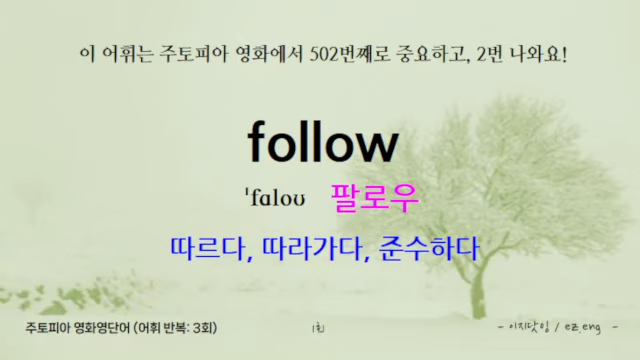 이 어휘는 주토피아 영화에서 502번째로 중요하고, 2번 나와요!
follow
ˈfɑloʊ 팔로우
따르다, 따라가다, 준수하다
주토피아 영화영단어 (어휘 반복: 3회) 1회 - 이지닷잉 / ez.eng -